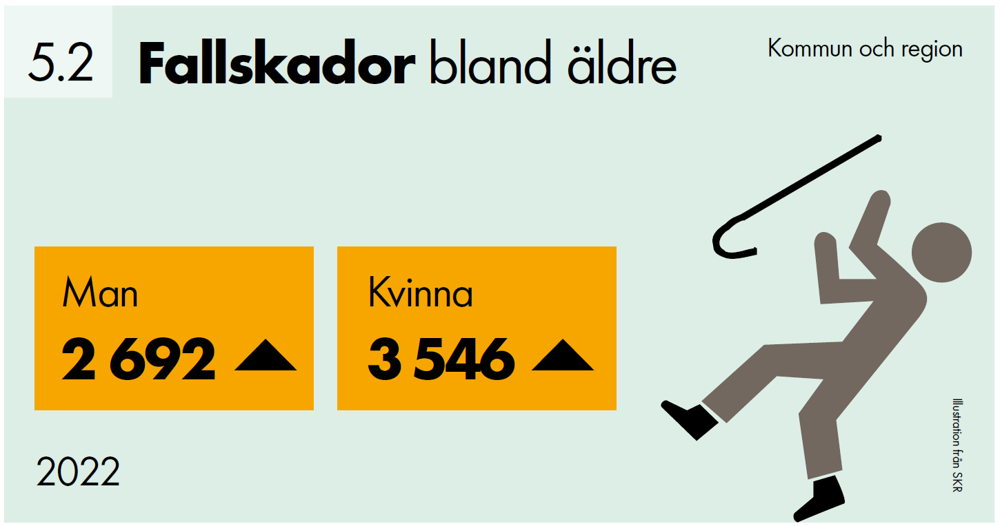 5.2
Fallskador bland äldre
Kommun och region
Man
2 692
Kvinna
3 546
2022
Illustration från SKR